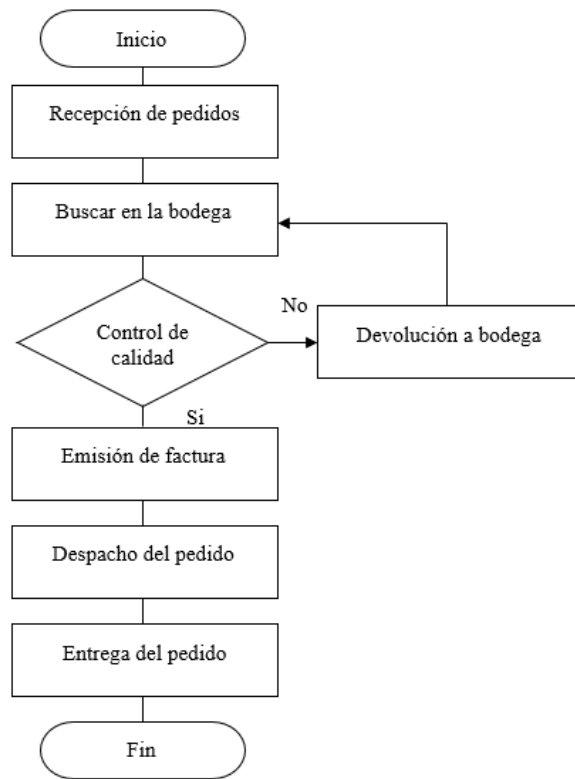 Inicio
Recepción de pedidos
Buscar en la bodega
Control de
calidad
No
Devolución a bodega
Si
Emisión de factura
Despacho del pedido
Entrega del pedido
Fin